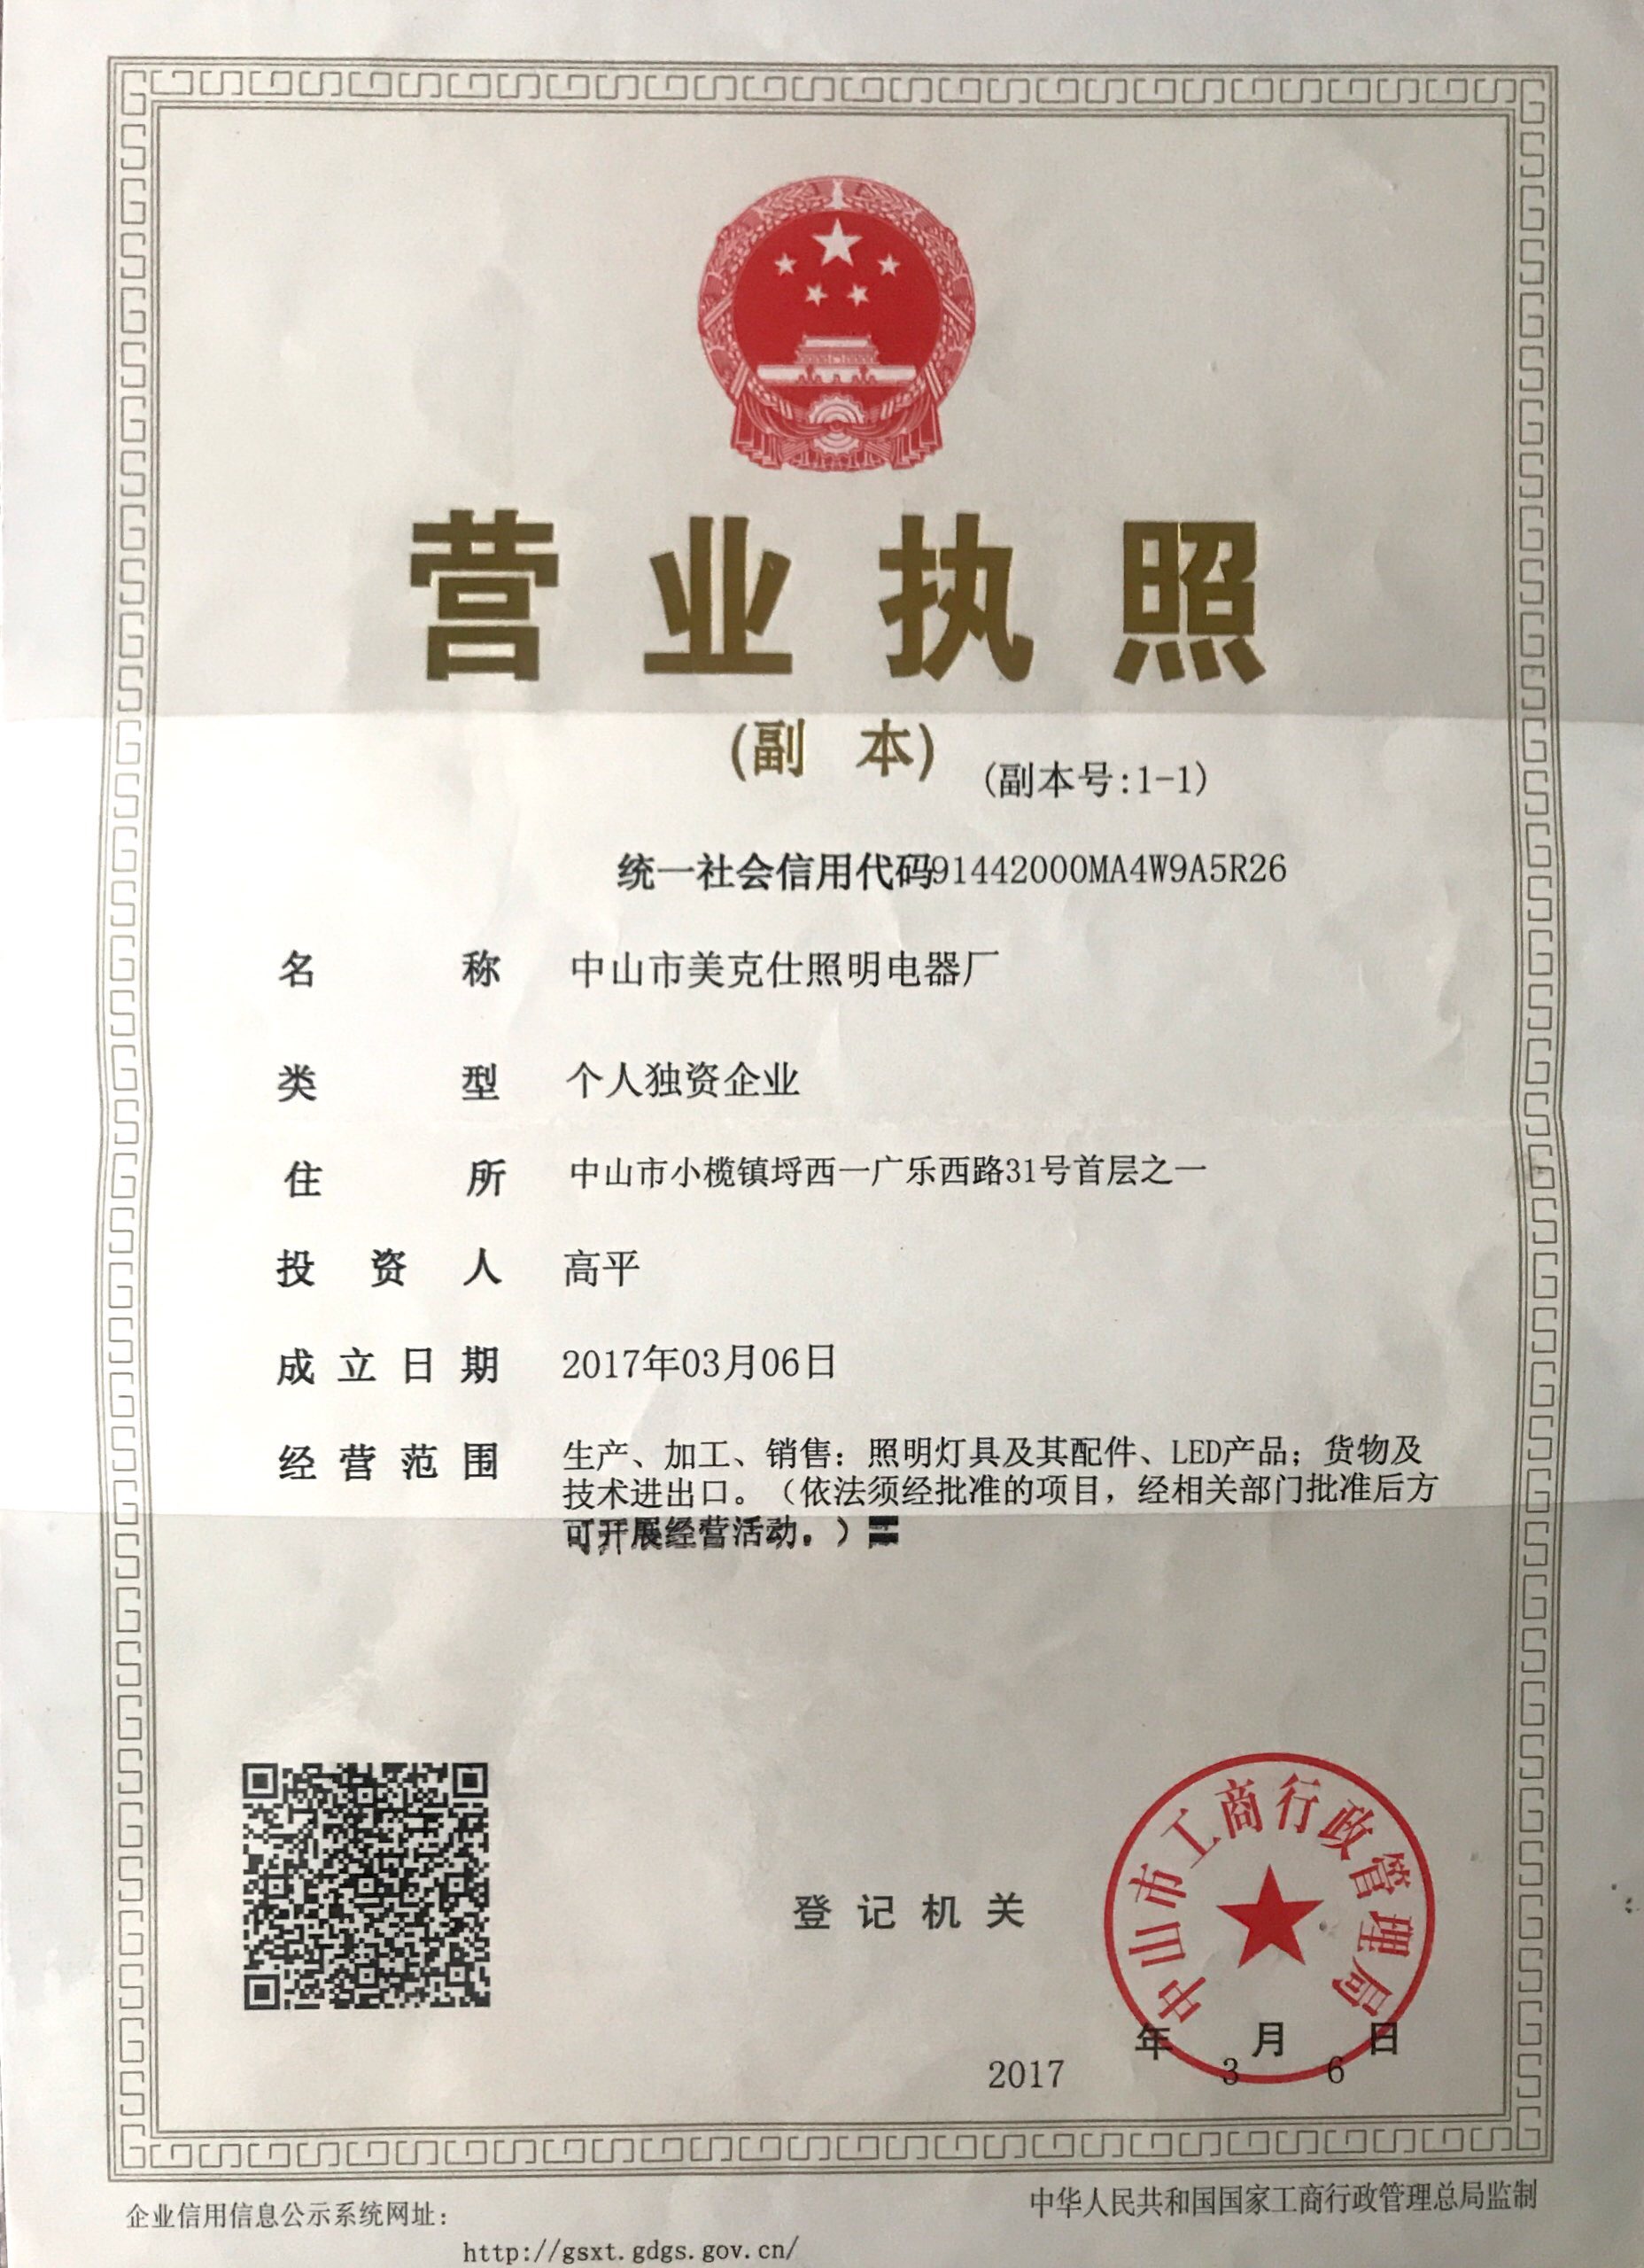 营业执照
(副 本) (副本号:1-1)
统一社会信用代码91442000MA4W9A5R26
名 称 中山市美克仕照明电器厂
类 型 个人独资企业
住 所 中山市小榄镇埒西一广乐西路31号首层之一
投 资 人 高平
成 立 日 期 2017年03月06日
经 营 范 围 生产、加工、销售：照明灯具及其配件、LED产品；货物及
技术进出口。（依法须经批准的项目，经相关部门批准后方
可开展经营活动。）
中山市工商行政管理局
登 记 机 关
年 月 日
2017 3 6
中华人民共和国国家工商行政管理总局监制
企业信用信息公示系统网址：
http://gsxt.gdgs.gov.cn/